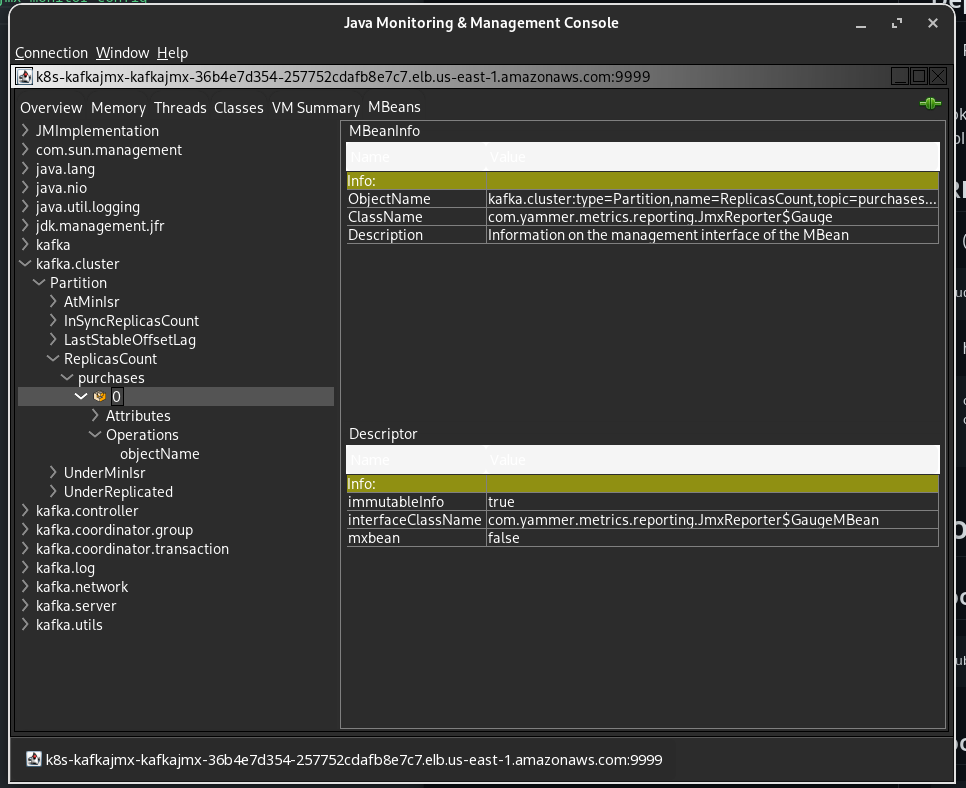 Java Monitoring & Management Console
Connection Window Help
k8s-kafkajmx-kafkajmx-36b4e7d354-257752cdafb8e7c7.elb.us-east-1.amazonaws.com:9999
Overview Memory Threads Classes VM Summary MBeans
JMImplementation
com.sun.management
java.lang
java.nio
java.util.logging
jdk.management.jfr
kafka
kafka.cluster
Partition
AtMinIsr
InSyncReplicasCount
LastStableOffsetLag
ReplicasCount
purchases
0
Attributes
Operations
objectName
UnderMinIsr
UnderReplicated
kafka.controller
kafka.coordinator.group
kafka.coordinator.transaction
kafka.log
kafka.network
kafka.server
kafka.utils
MBeanInfo
Name Value
Info:
ObjectName kafka.cluster:type=Partition,name=ReplicasCount,topic=purchases...
ClassName com.yammer.metrics.reporting.JmxReporter$Gauge
Description Information on the management interface of the MBean
Descriptor
Name Value
Info:
immutableInfo true
interfaceClassName com.yammer.metrics.reporting.JmxReporter$GaugeMBean
mxbean false
k8s-kafkajmx-kafkajmx-36b4e7d354-257752cdafb8e7c7.elb.us-east-1.amazonaws.com:9999